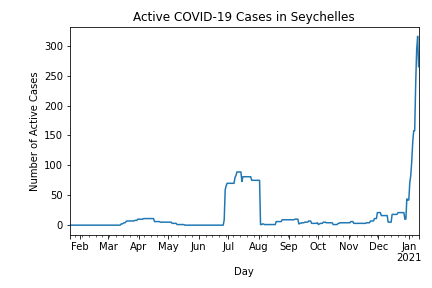 Active COVID-19 Cases in Seychelles
300
250
200
150
100
50
0
Number of Active Cases
Feb Mar Apr May Jun Jul Aug Sep Oct Nov Dec Jan
2021
Day